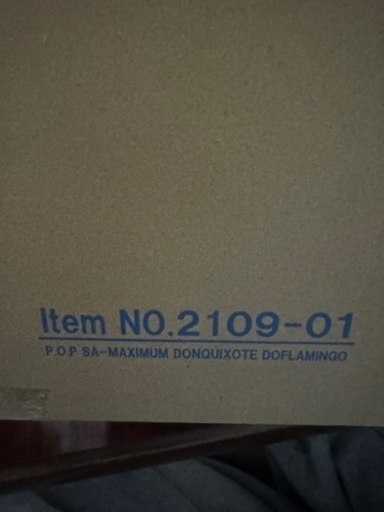 Item NO.2109-01
P.O.P SA-MAXIMUM DONQUIXOTE DOFLAMINGO